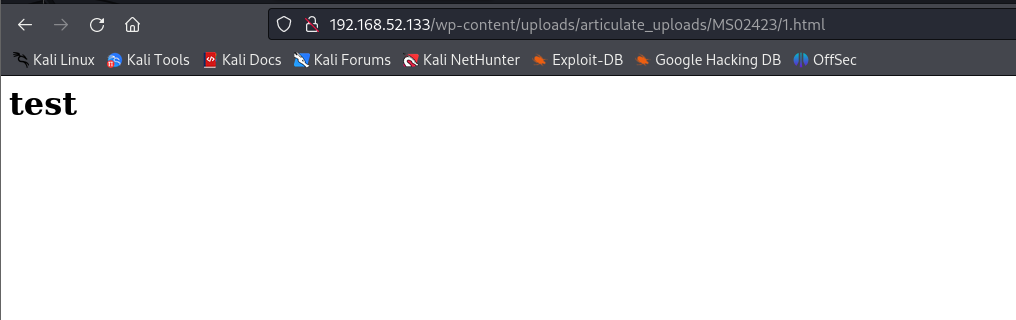 192.168.52.133/wp-content/uploads/articulate_uploads/MS02423/1.html
Kali Linux Kali Tools Kali Docs Kali Forums Kali NetHunter Exploit-DB Google Hacking DB OffSec
test